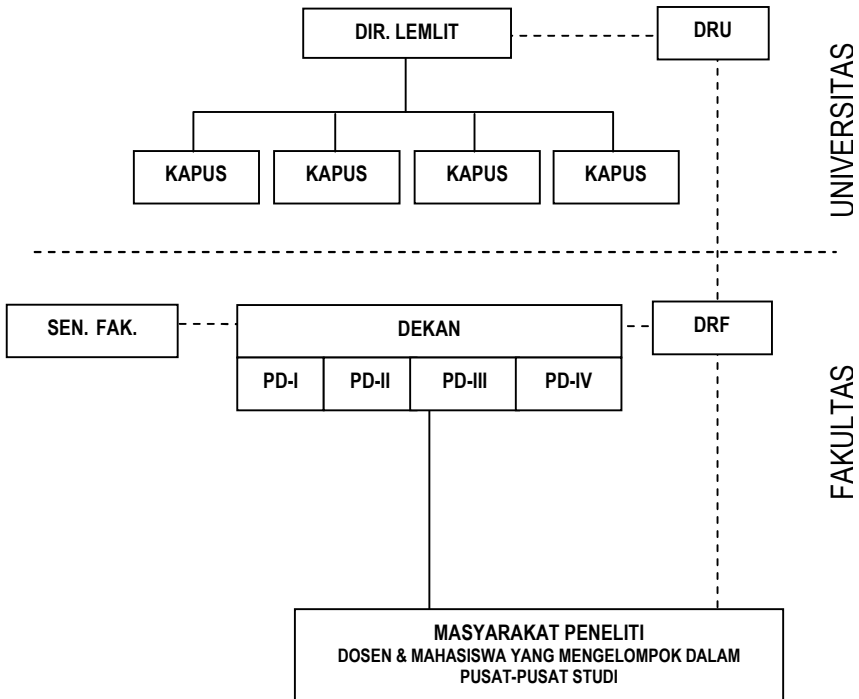 DIR. LEMLIT
DRU
UNIVERSITAS
KAPUS
KAPUS
KAPUS
KAPUS
SEN. FAK.
DEKAN
DRF
PD-I
PD-II
PD-III
PD-IV
FAKULTAS
MASYARAKAT PENELITI
DOSEN & MAHASISWA YANG MENGELOMPOK DALAM
PUSAT-PUSAT STUDI